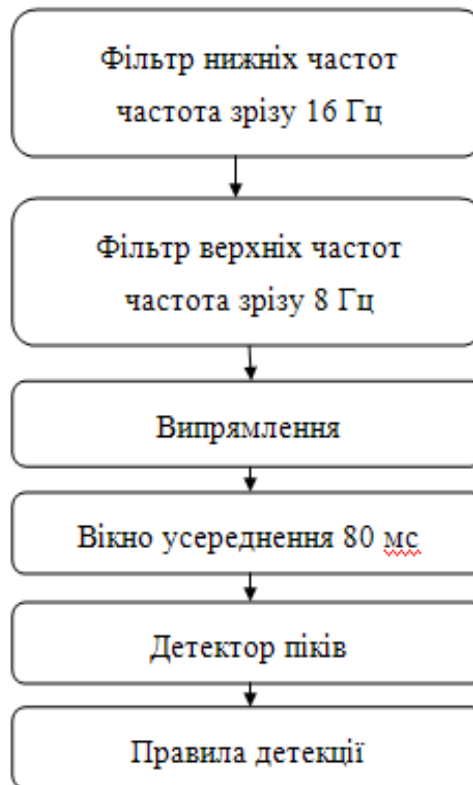 Фільтр нижніх частот
частота зрізу 16 Гц
Фільтр верхніх частот
частота зрізу 8 Гц
Випрямлення
Вікно усереднення 80 мс
Детектор піків
Правила детекції